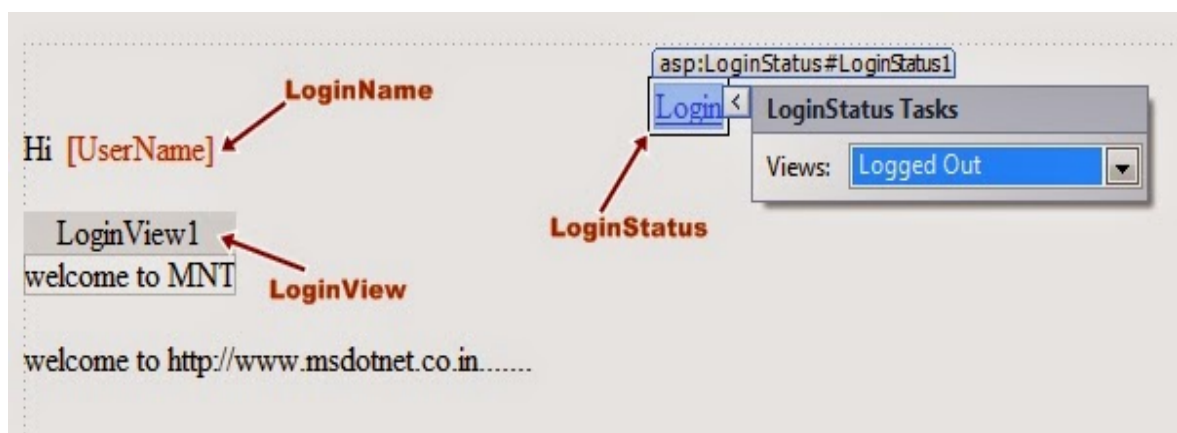 asp:LoginStatus#LoginStatus1
LoginName
Login <
LoginStatus Tasks
Hi [UserName]
Views: Logged Out
LoginView1
LoginStatus
welcome to MNT
LoginView
welcome to http://www.msdotnet.co.in.......